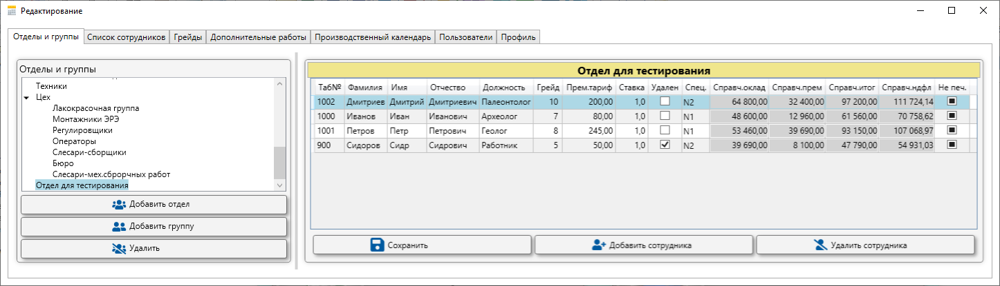 Редактирование
Отделы и группы Список сотрудников Грейды Дополнительные работы Производственный календарь Пользователи Профиль
Отделы и группы
Техники
Цех
Лакокрасочная группа
Монтажники ЭРЭ
Регулировщики
Операторы
Слесари-сборщики
Бюро
Слесари-мех.сброрчных работ
Отдел для тестирования
Добавить отдел
Добавить группу
Удалить
Отдел для тестирования
Таб№ Фамилия Имя Отчество Должность Грейд Прем.тариф Ставка Удален Спец. Справч.оклад Справч.прем Справч.итог Справч.ндфл Не печ.
1002 Дмитриев Дмитрий Дмитриевич Палеонтолог 10 200,00 1,0 N2 64 800,00 32 400,00 97 200,00 111 724,14
1000 Иванов Иван Иванович Археолог 7 80,00 1,0 N1 48 600,00 12 960,00 61 560,00 70 758,62
1001 Петров Петр Петрович Геолог 8 245,00 1,0 N1 53 460,00 39 690,00 93 150,00 107 068,97
900 Сидоров Сидр Сидрович Работник 5 50,00 1,0 N2 39 690,00 8 100,00 47 790,00 54 931,03
Сохранить Добавить сотрудника Удалить сотрудника